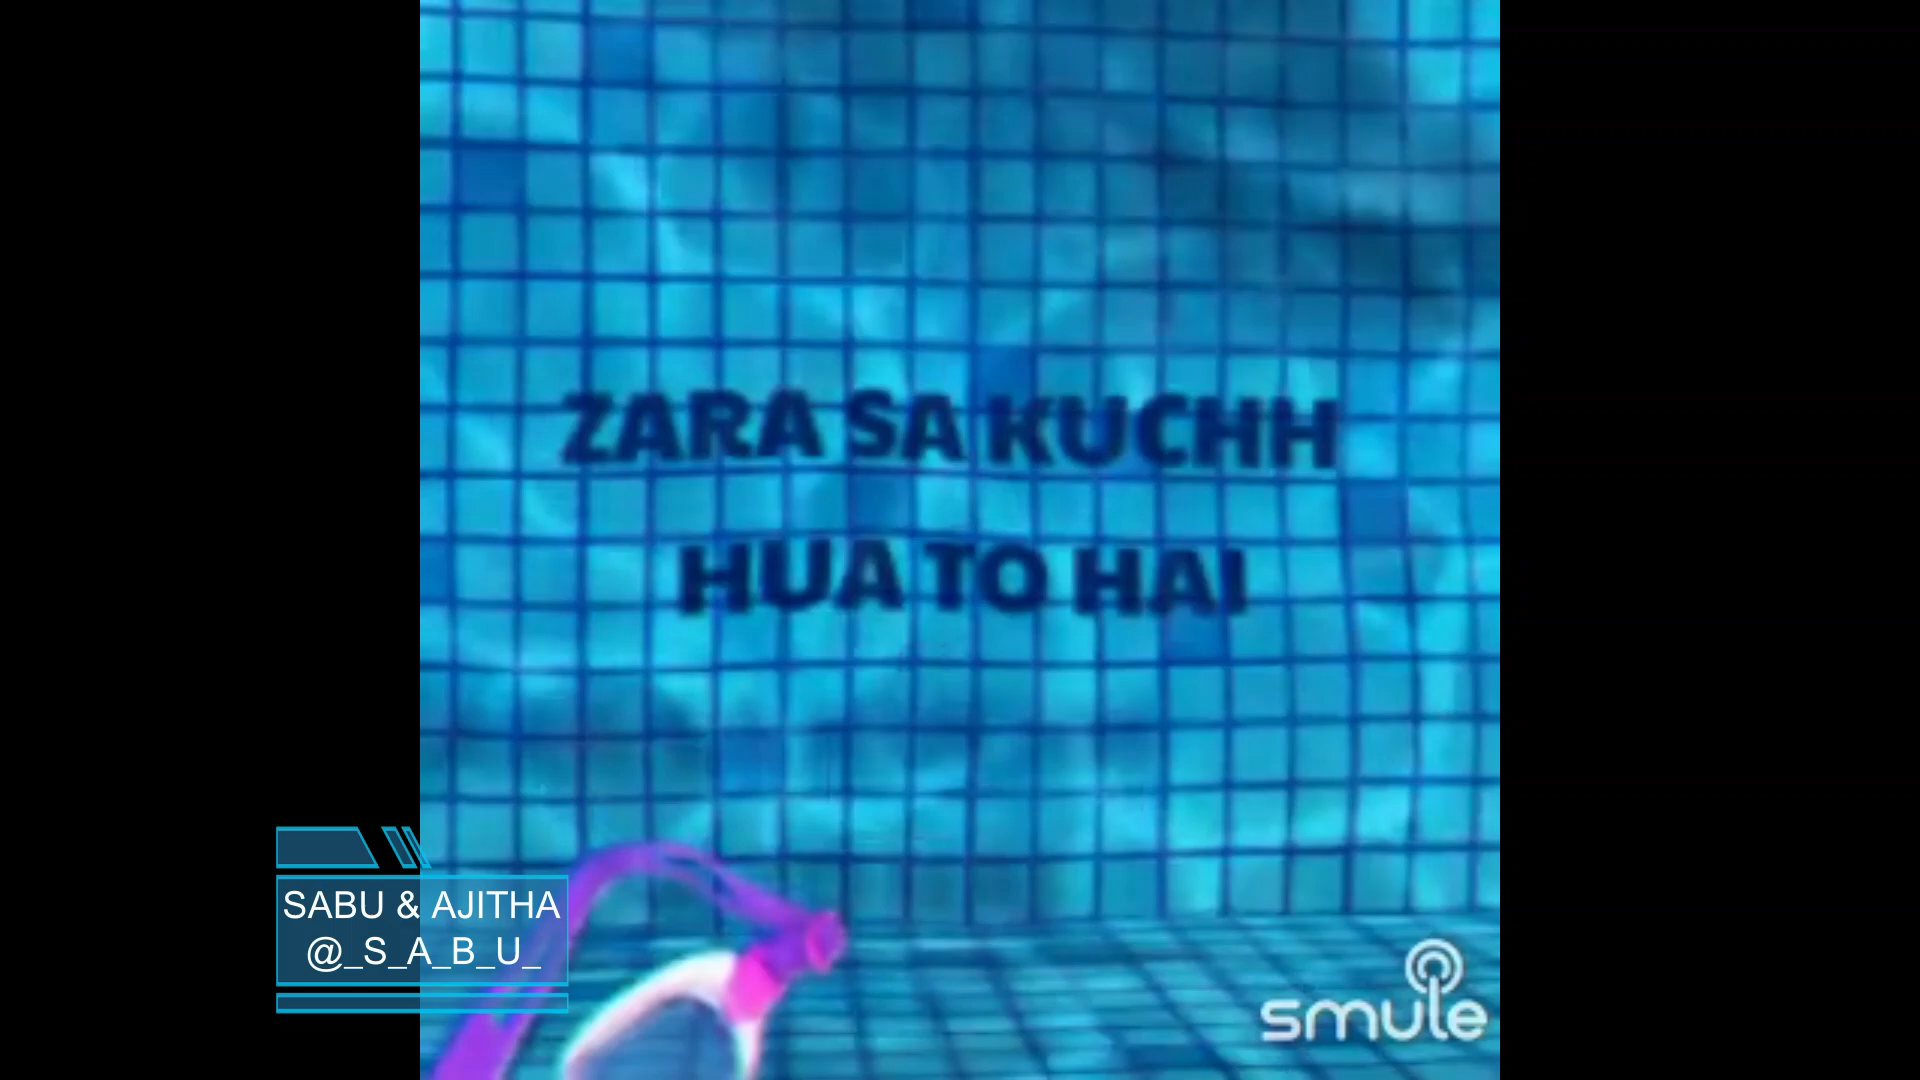 ZARA SA KUCHH
HUA TO HAI
SABU & AJITHA
@_S_A_B_U_
smule